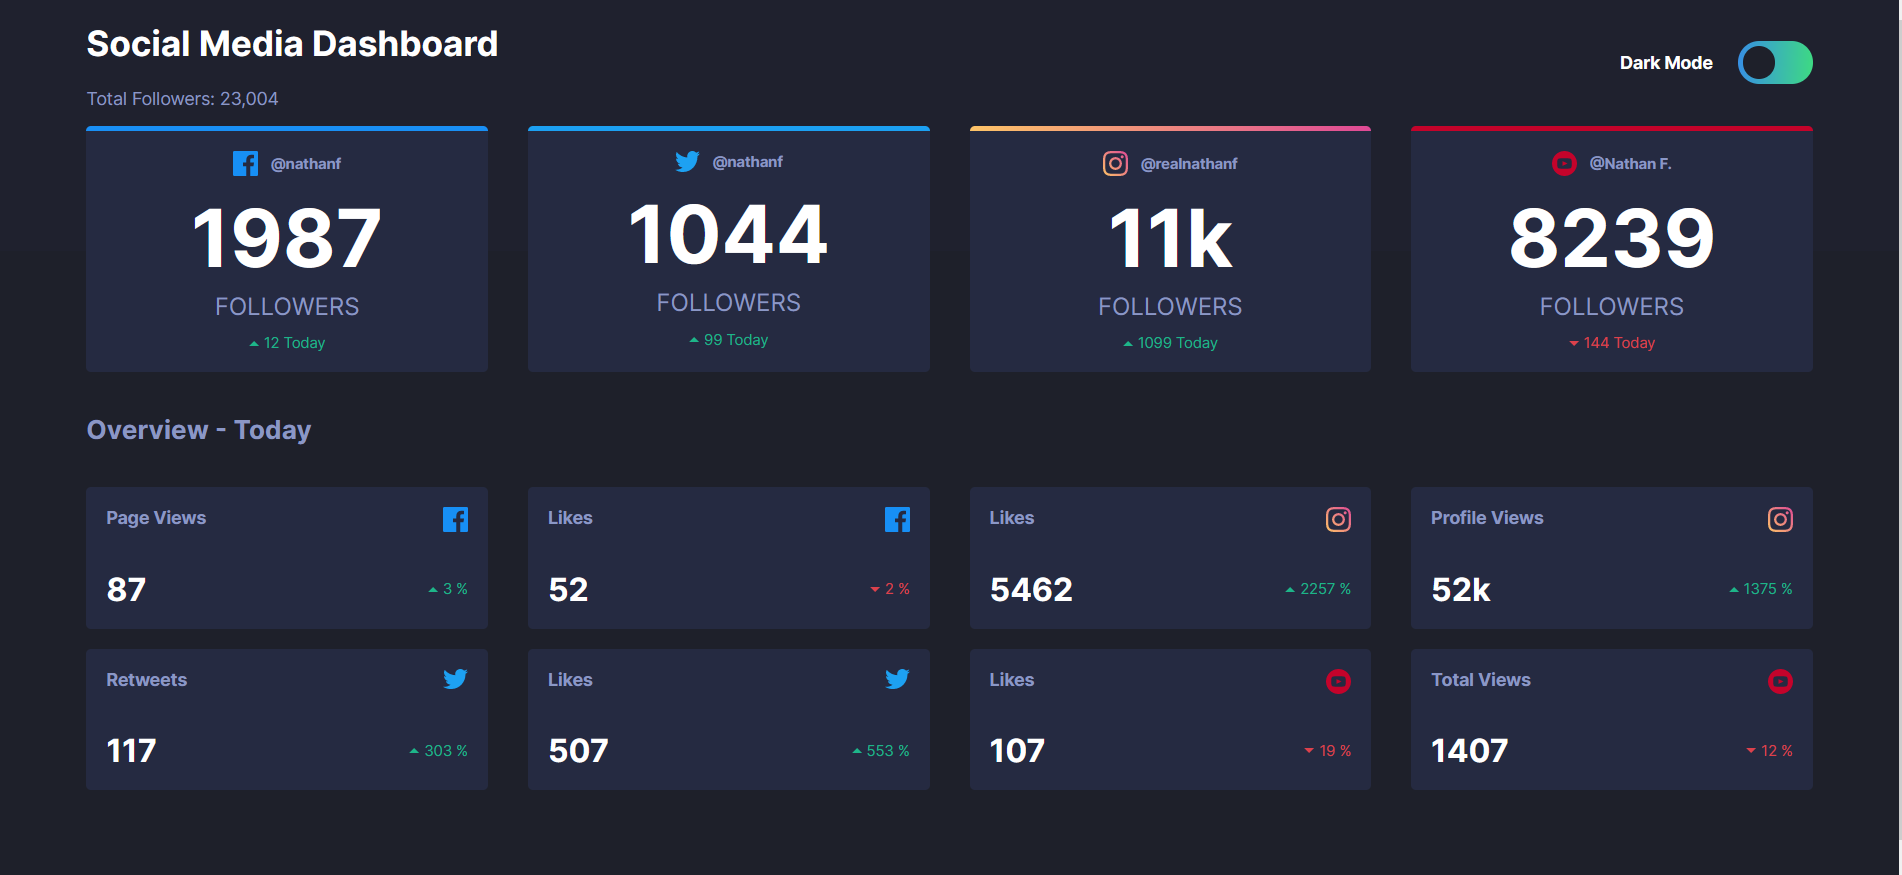 Social Media Dashboard
Total Followers: 23,004
Dark Mode
@nathanf
1987
FOLLOWERS
12 Today
@nathanf
1044
FOLLOWERS
99 Today
@realnathanf
11k
FOLLOWERS
1099 Today
@Nathan F.
8239
FOLLOWERS
144 Today
Overview - Today
Page Views
87
3 %
Likes
52
2 %
Likes
5462
2257 %
Profile Views
52k
1375 %
Retweets
117
303 %
Likes
507
553 %
Likes
107
19 %
Total Views
1407
12 %